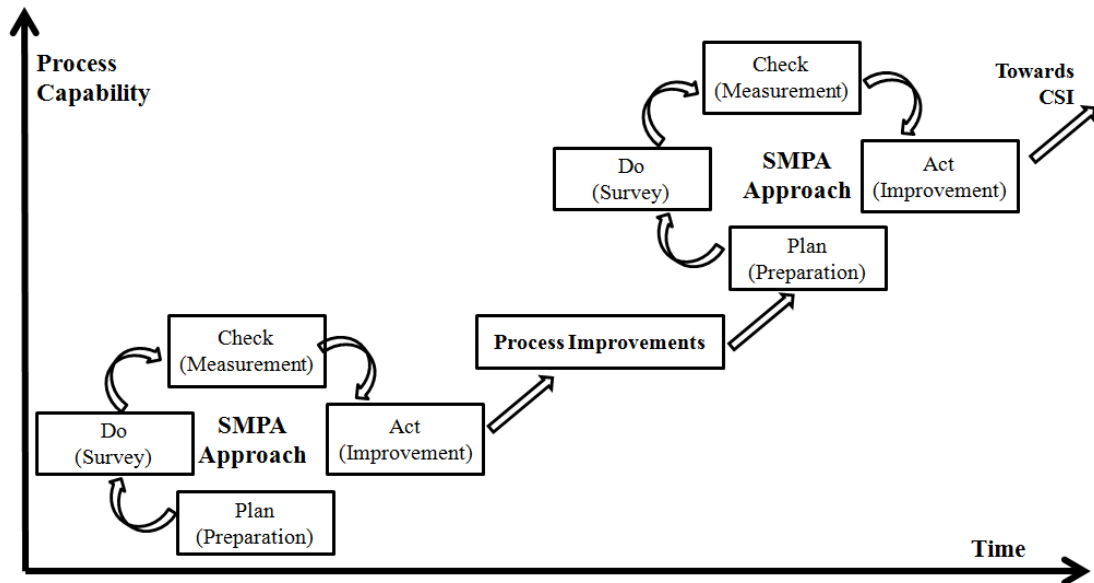 Process
Capability
Check
(Measurement)
Towards
CSI
Do
(Survey)
SMPA
Approach
Act
(Improvement)
Plan
(Preparation)
Process Improvements
Check
(Measurement)
Do
(Survey)
SMPA
Approach
Act
(Improvement)
Plan
(Preparation)
Time